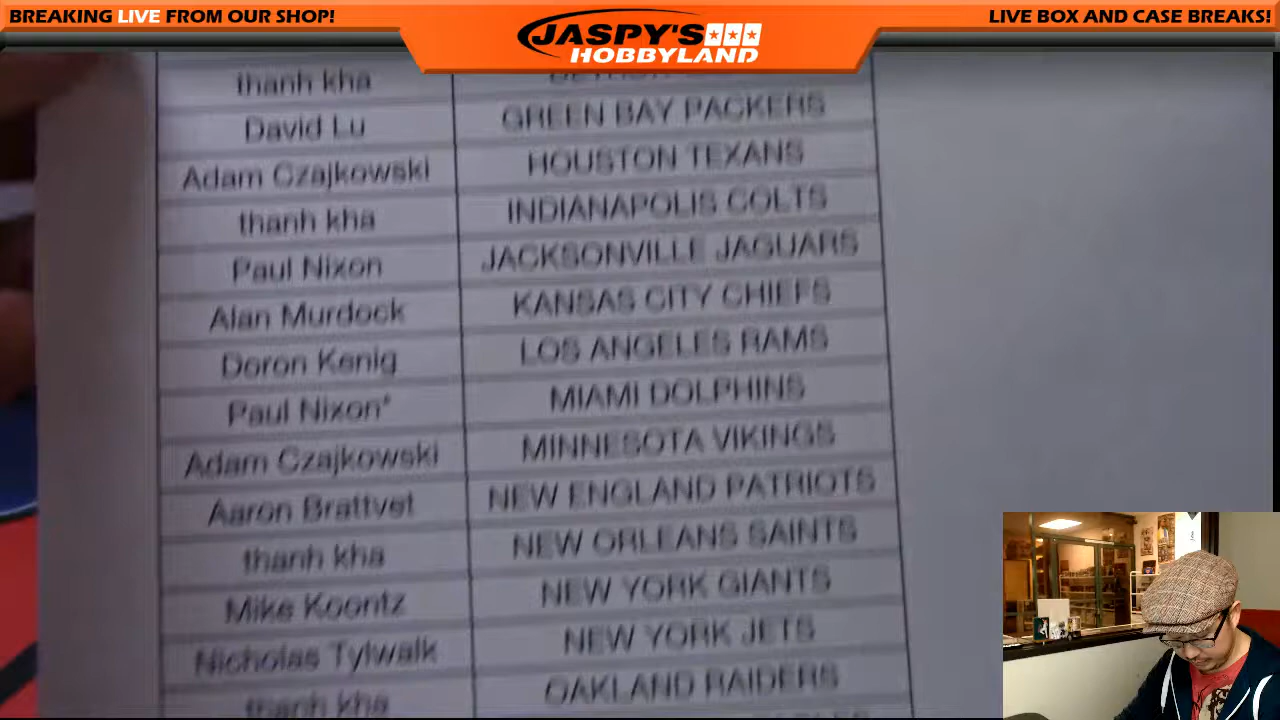 BREAKING LIVE FROM OUR SHOP!
JASPY'S
HOBBYLAND
LIVE BOX AND CASE BREAKS!
thanh kha
David Lu GREEN BAY PACKERS
Adam Czajkowski HOUSTON TEXANS
thanh kha INDIANAPOLIS COLTS
Paul Nixon JACKSONVILLE JAGUARS
Alan Murdock KANSAS CITY CHIEFS
Doron Kenig LOS ANGELES RAMS
Paul Nixon* MIAMI DOLPHINS
Adam Czajkowski MINNESOTA VIKINGS
Aaron Brattvet NEW ENGLAND PATRIOTS
thanh kha NEW ORLEANS SAINTS
Mike Koontz NEW YORK GIANTS
Nicholas Tylwalk NEW YORK JETS
thanh kha OAKLAND RAIDERS